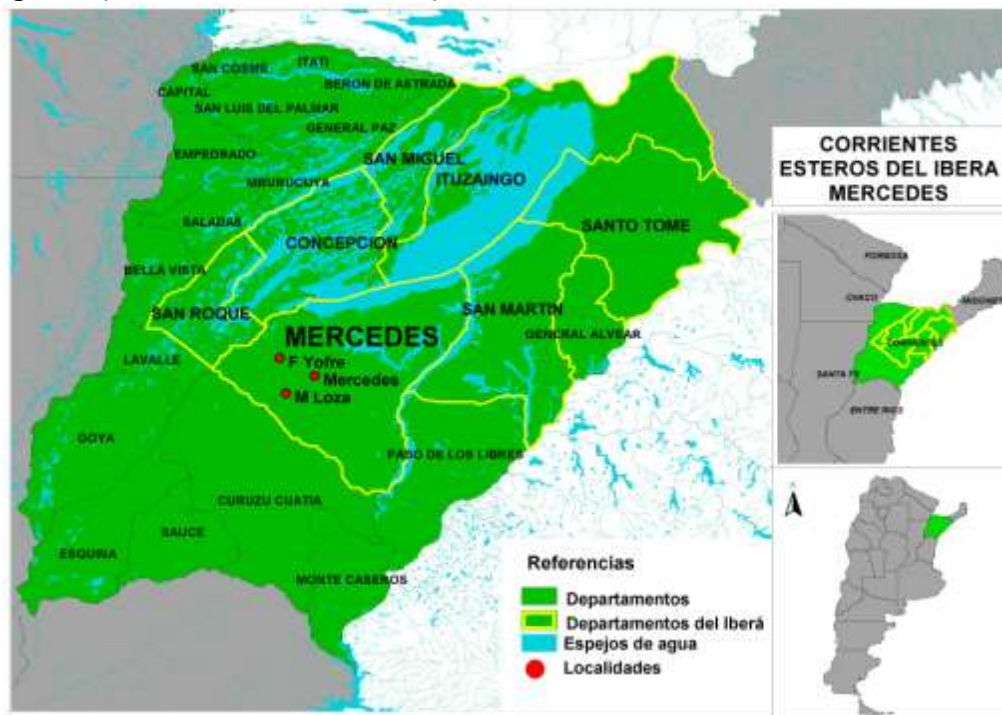 SAN COSME
ITATI
BERON DE ASTRADA
CAPITAL
SAN LUIS DEL PALMAR
GENERAL PAZ
EMPEDRADO
SAN MIGUEL
ITUZAINGO
MBURUCUYA
SALADAS
SANTO TOME
CONCEPCION
BELLA VISTA
SAN ROQUE
SAN MARTIN
GENERAL ALVEAR
MERCEDES
LAVALLE
F Yofre
Mercedes
M Loza
GOYA
PASO DE LOS LIBRES
CURUZU CUATIA
SAUCE
ESQUINA
MONTE CASEROS
Referencias
Departamentos
Departamentos del Iberá
Espejos de agua
Localidades
CORRIENTES
ESTEROS DEL IBERA
MERCEDES
FORMOSA
CHACO
MISIONES
CORRIENTES
SANTA FE
ENTRE RIOS